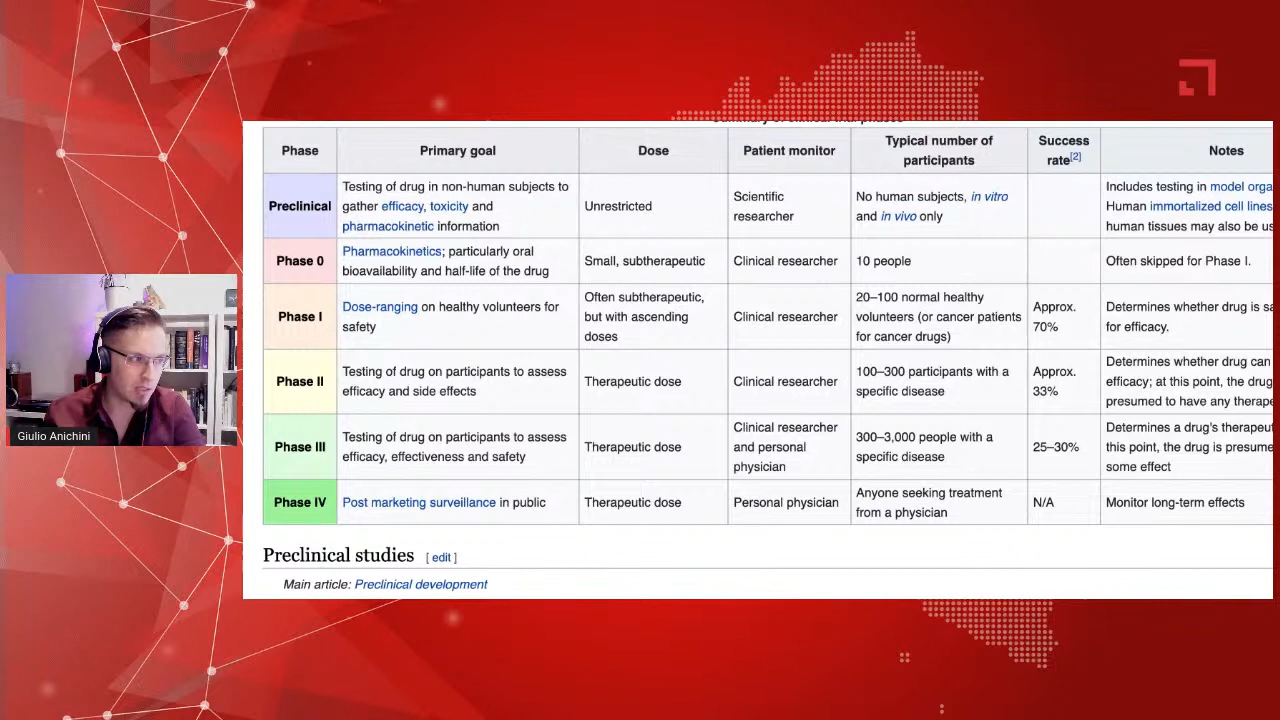 Phase
Primary goal
Dose
Patient monitor
Typical number of
participants
Success
rate[2]
Notes
Preclinical
Testing of drug in non-human subjects to
gather efficacy, toxicity and
pharmacokinetic information
Unrestricted
Scientific
researcher
No human subjects, in vitro
and in vivo only
Includes testing in model orga
Human immortalized cell lines
human tissues may also be us
Phase 0
Pharmacokinetics; particularly oral
bioavailability and half-life of the drug
Small, subtherapeutic
Clinical researcher
10 people
Often skipped for Phase I.
Phase I
Dose-ranging on healthy volunteers for
safety
Often subtherapeutic,
but with ascending
doses
Clinical researcher
20–100 normal healthy
volunteers (or cancer patients
for cancer drugs)
Approx.
70%
Determines whether drug is sa
for efficacy.
Phase II
Testing of drug on participants to assess
efficacy and side effects
Therapeutic dose
Clinical researcher
100–300 participants with a
specific disease
Approx.
33%
Determines whether drug can
efficacy; at this point, the drug
presumed to have any therape
Phase III
Testing of drug on participants to assess
efficacy, effectiveness and safety
Therapeutic dose
Clinical researcher
and personal
physician
300–3,000 people with a
specific disease
25–30%
Determines a drug's therapeut
this point, the drug is presume
some effect
Phase IV
Post marketing surveillance in public
Therapeutic dose
Personal physician
Anyone seeking treatment
from a physician
N/A
Monitor long-term effects
Preclinical studies [ edit ]
Main article: Preclinical development
Giulio Anichini